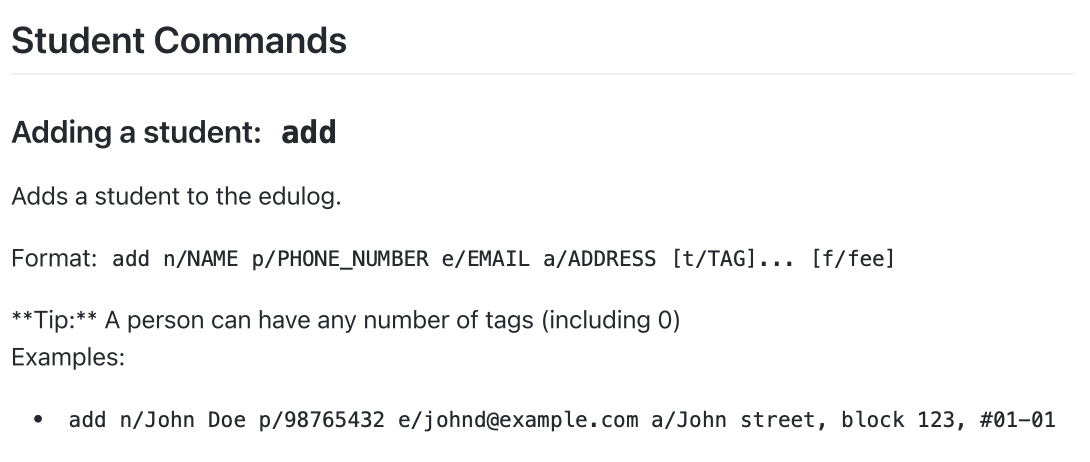 Student Commands
Adding a student: add
Adds a student to the edulog.
Format: add n/NAME p/PHONE_NUMBER e/EMAIL a/ADDRESS [t/TAG]... [f/fee]
**Tip:** A person can have any number of tags (including 0)
Examples:
• add n/John Doe p/98765432 e/johnd@example.com a/John street, block 123, #01-01